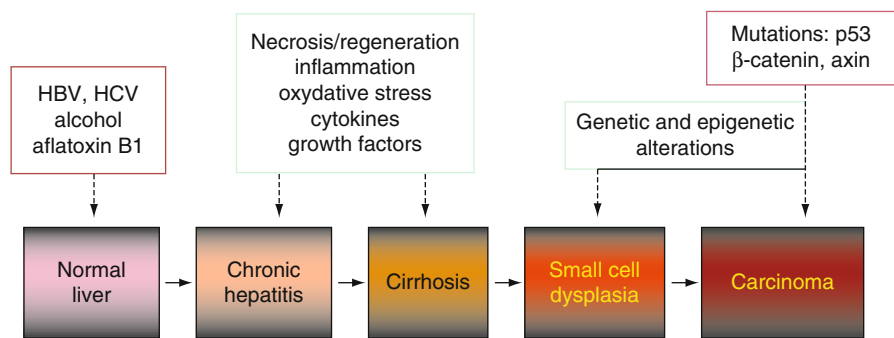 Necrosis/regeneration
inflammation
oxydative stress
cytokines
growth factors
Mutations: p53
β-catenin, axin
HBV, HCV
alcohol
aflatoxin B1
Genetic and epigenetic
alterations
Normal
liver
Chronic
hepatitis
Cirrhosis
Small cell
dysplasia
Carcinoma